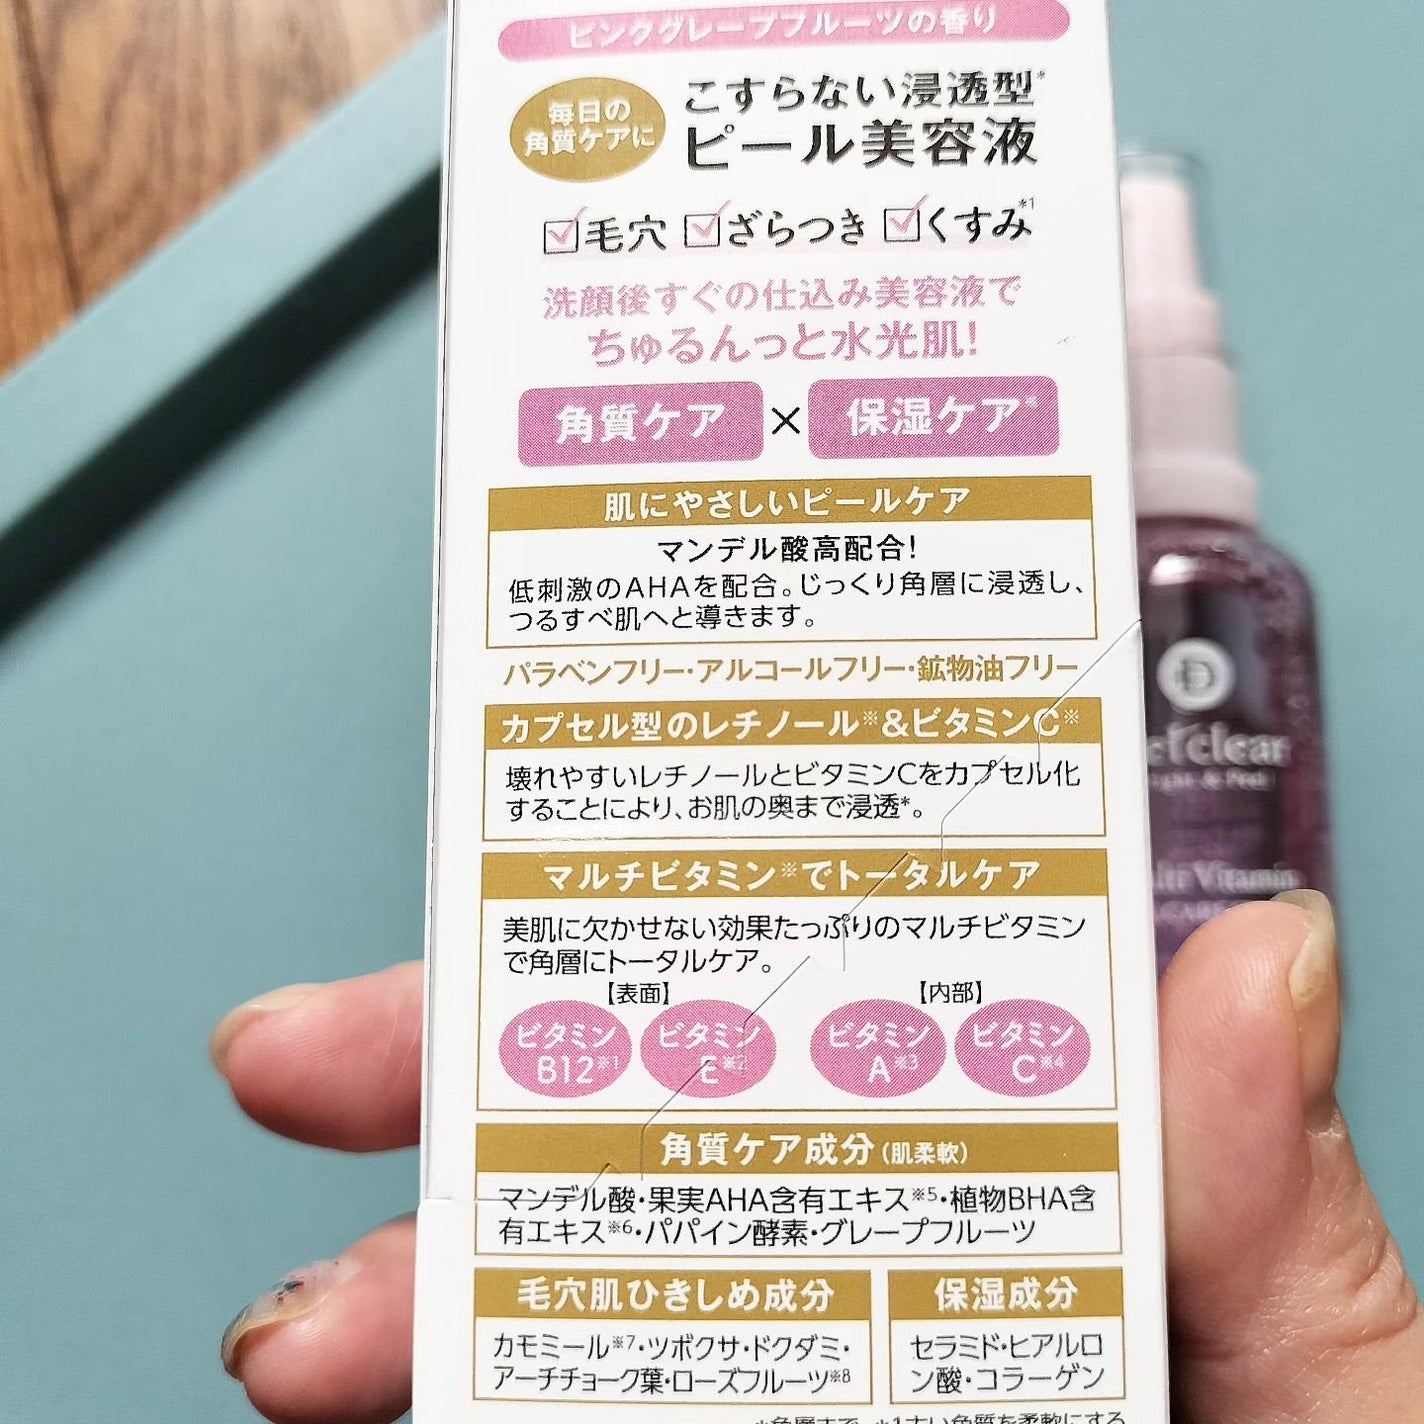 ピンクグレープフルーツの香り
毎日の
角質ケアに
こすらない浸透型*
ピール美容液
毛穴 ざらつき くすみ*1
洗顔後すぐの仕込み美容液で
ちゅるんっと水光肌!
角質ケア × 保湿ケア※
肌にやさしいピールケア
マンデル酸高配合!
低刺激のAHAを配合。じっくり角層に浸透し、
つるすべ肌へと導きます。
パラベンフリー・アルコールフリー・鉱物油フリー
カプセル型のレチノール※&ビタミンC※
壊れやすいレチノールとビタミンCをカプセル化
することにより、お肌の奥まで浸透*。
マルチビタミン※でトータルケア
美肌に欠かせない効果たっぷりのマルチビタミン
で角層にトータルケア。
【表面】 【内部】
ビタミン B12※1 ビタミン E※2 ビタミン A※3 ビタミン C※4
角質ケア成分(肌柔軟)
マンデル酸・果実AHA含有エキス※5・植物BHA含
有エキス※6・パパイン酵素・グレープフルーツ
毛穴肌ひきしめ成分
カモミール※7・ツボクサ・ドクダミ・
アーチチョーク葉・ローズフルーツ※8
保湿成分
セラミド・ヒアルロ
ン酸・コラーゲン
*角層まで *1古い角質を柔軟にする
clear
Vitamin